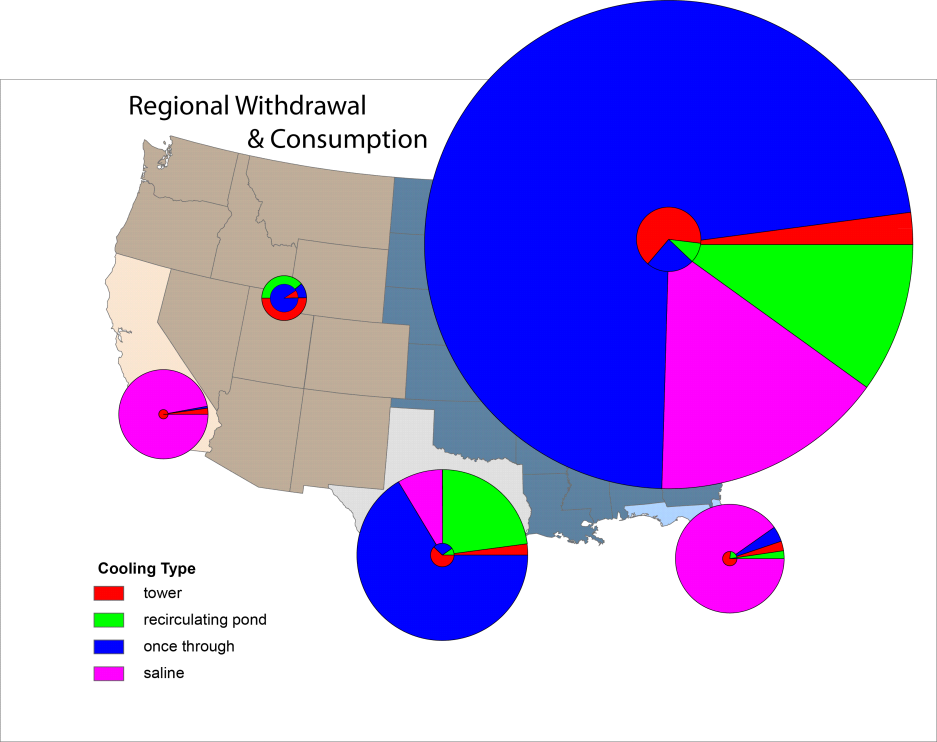 Regional Withdrawal
& Consumption
Cooling Type
tower
recirculating pond
once through
saline